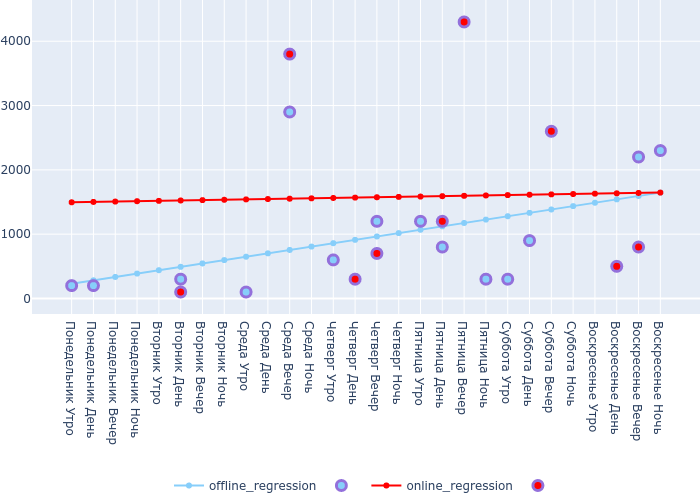 4000
3000
2000
1000
0
Понедельник Утро
Понедельник День
Понедельник Вечер
Понедельник Ночь
Вторник Утро
Вторник День
Вторник Вечер
Вторник Ночь
Среда Утро
Среда День
Среда Вечер
Среда Ночь
Четверг Утро
Четверг День
Четверг Вечер
Четверг Ночь
Пятница Утро
Пятница День
Пятница Вечер
Пятница Ночь
Суббота Утро
Суббота День
Суббота Вечер
Суббота Ночь
Воскресенье Утро
Воскресенье День
Воскресенье Вечер
Воскресенье Ночь
offline_regression online_regression